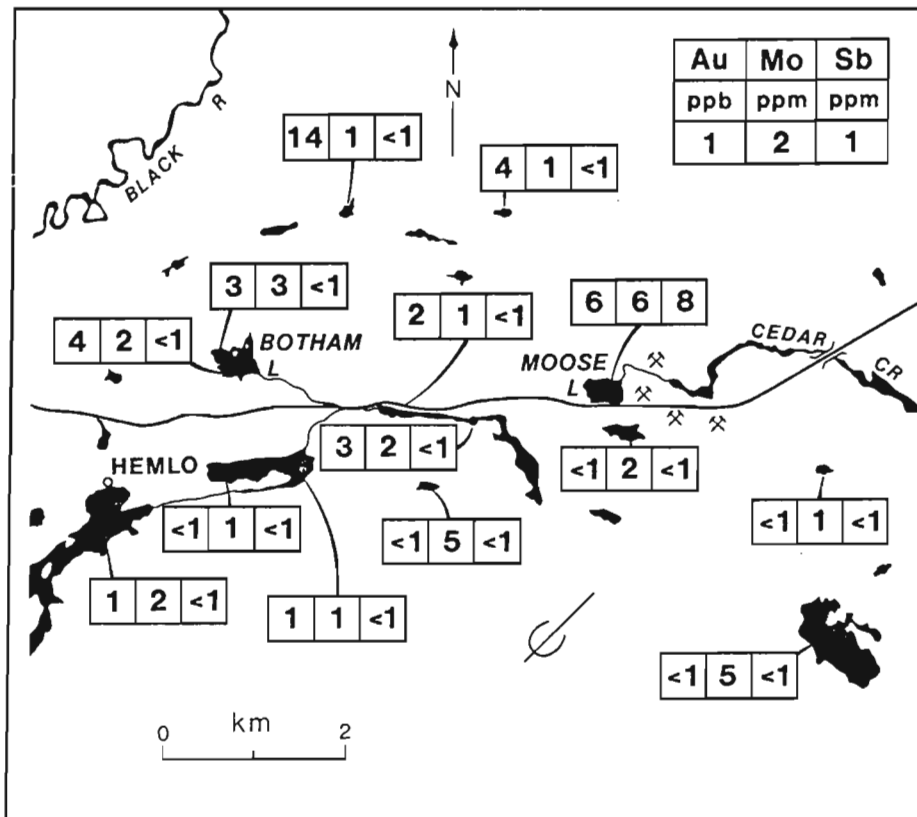 Au Mo Sb
ppb ppm ppm
1 2 1
N
BLACK R
14 1 <1
4 1 <1
3 3 <1
2 1 <1
6 6 8
4 2 <1
BOTHAM
L
MOOSE
L
CEDAR
CR
3 2 <1
<1 2 <1
HEMLO
<1 1 <1
<1 5 <1
<1 1 <1
1 2 <1
1 1 <1
<1 5 <1
km
0 2